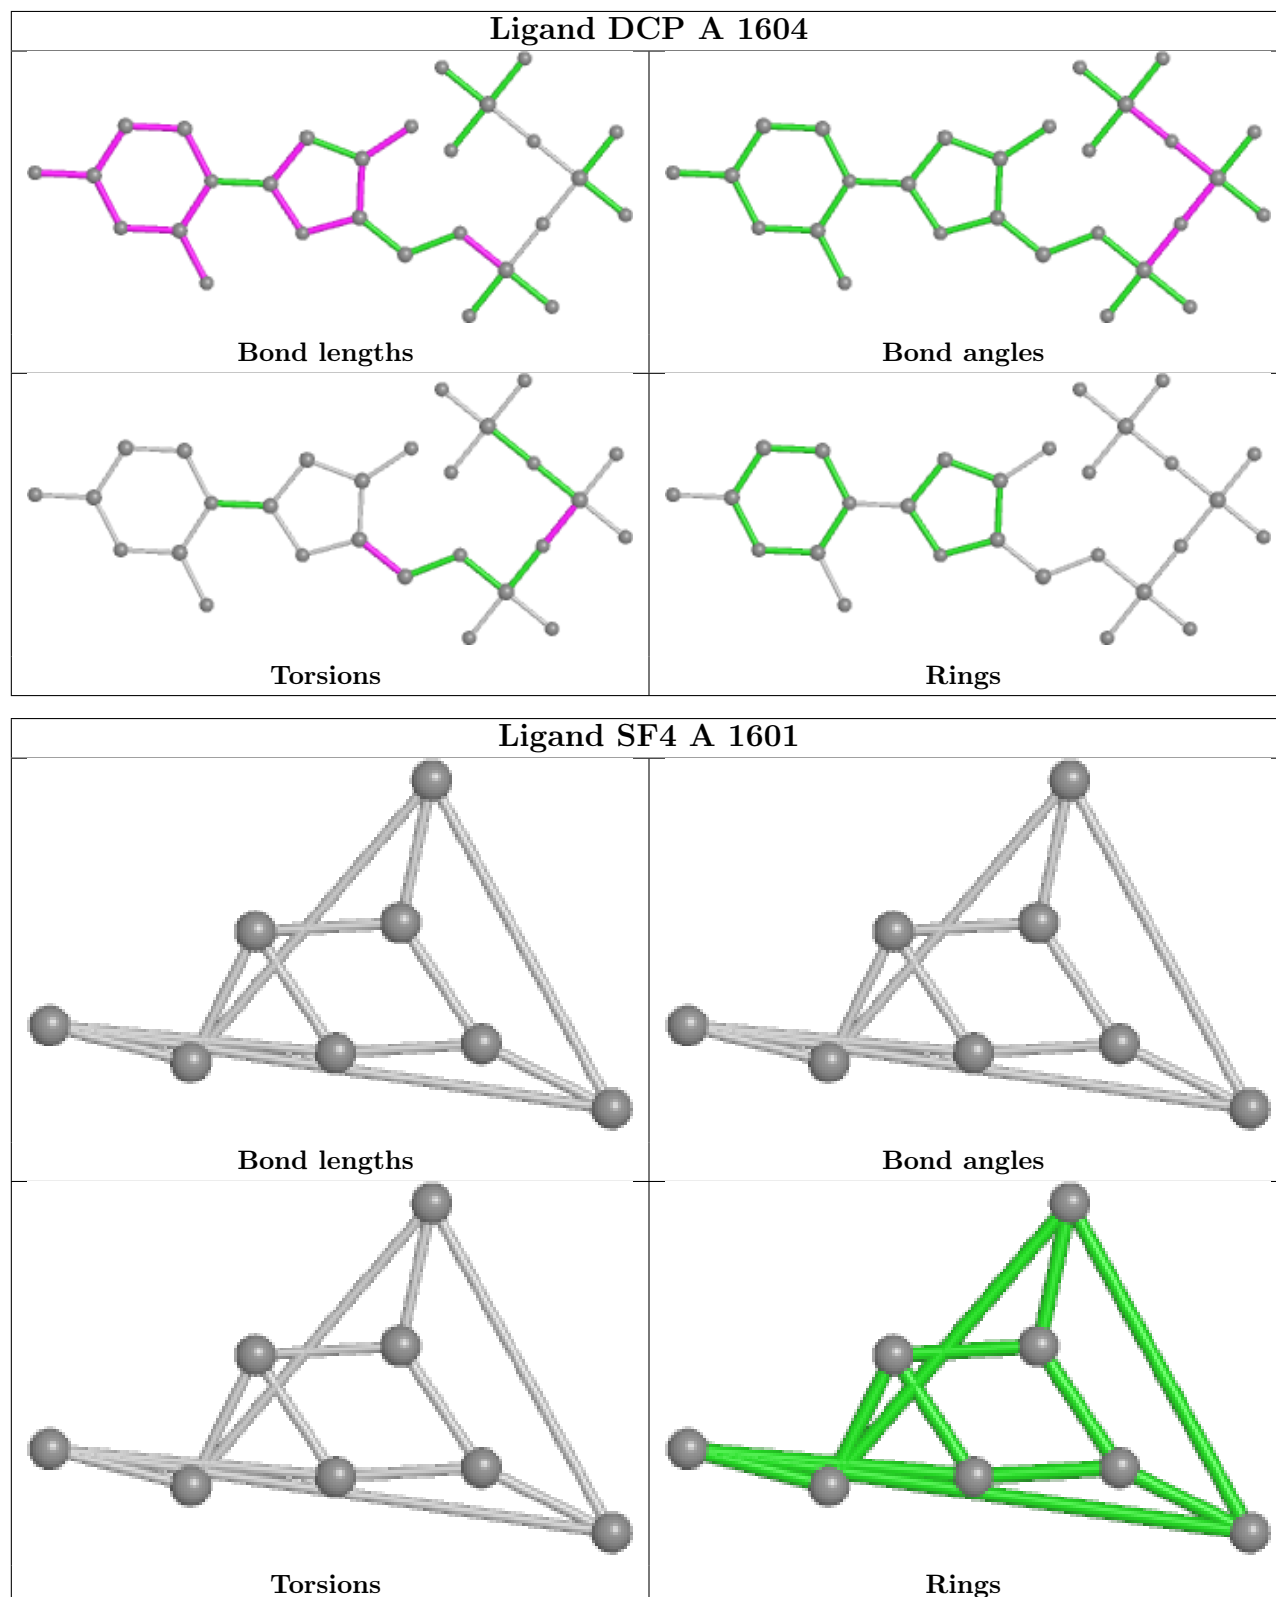 Ligand DCP A 1604
Bond lengths
Bond angles
Torsions
Rings
Ligand SF4 A 1601
Bond lengths
Bond angles
Torsions
Rings